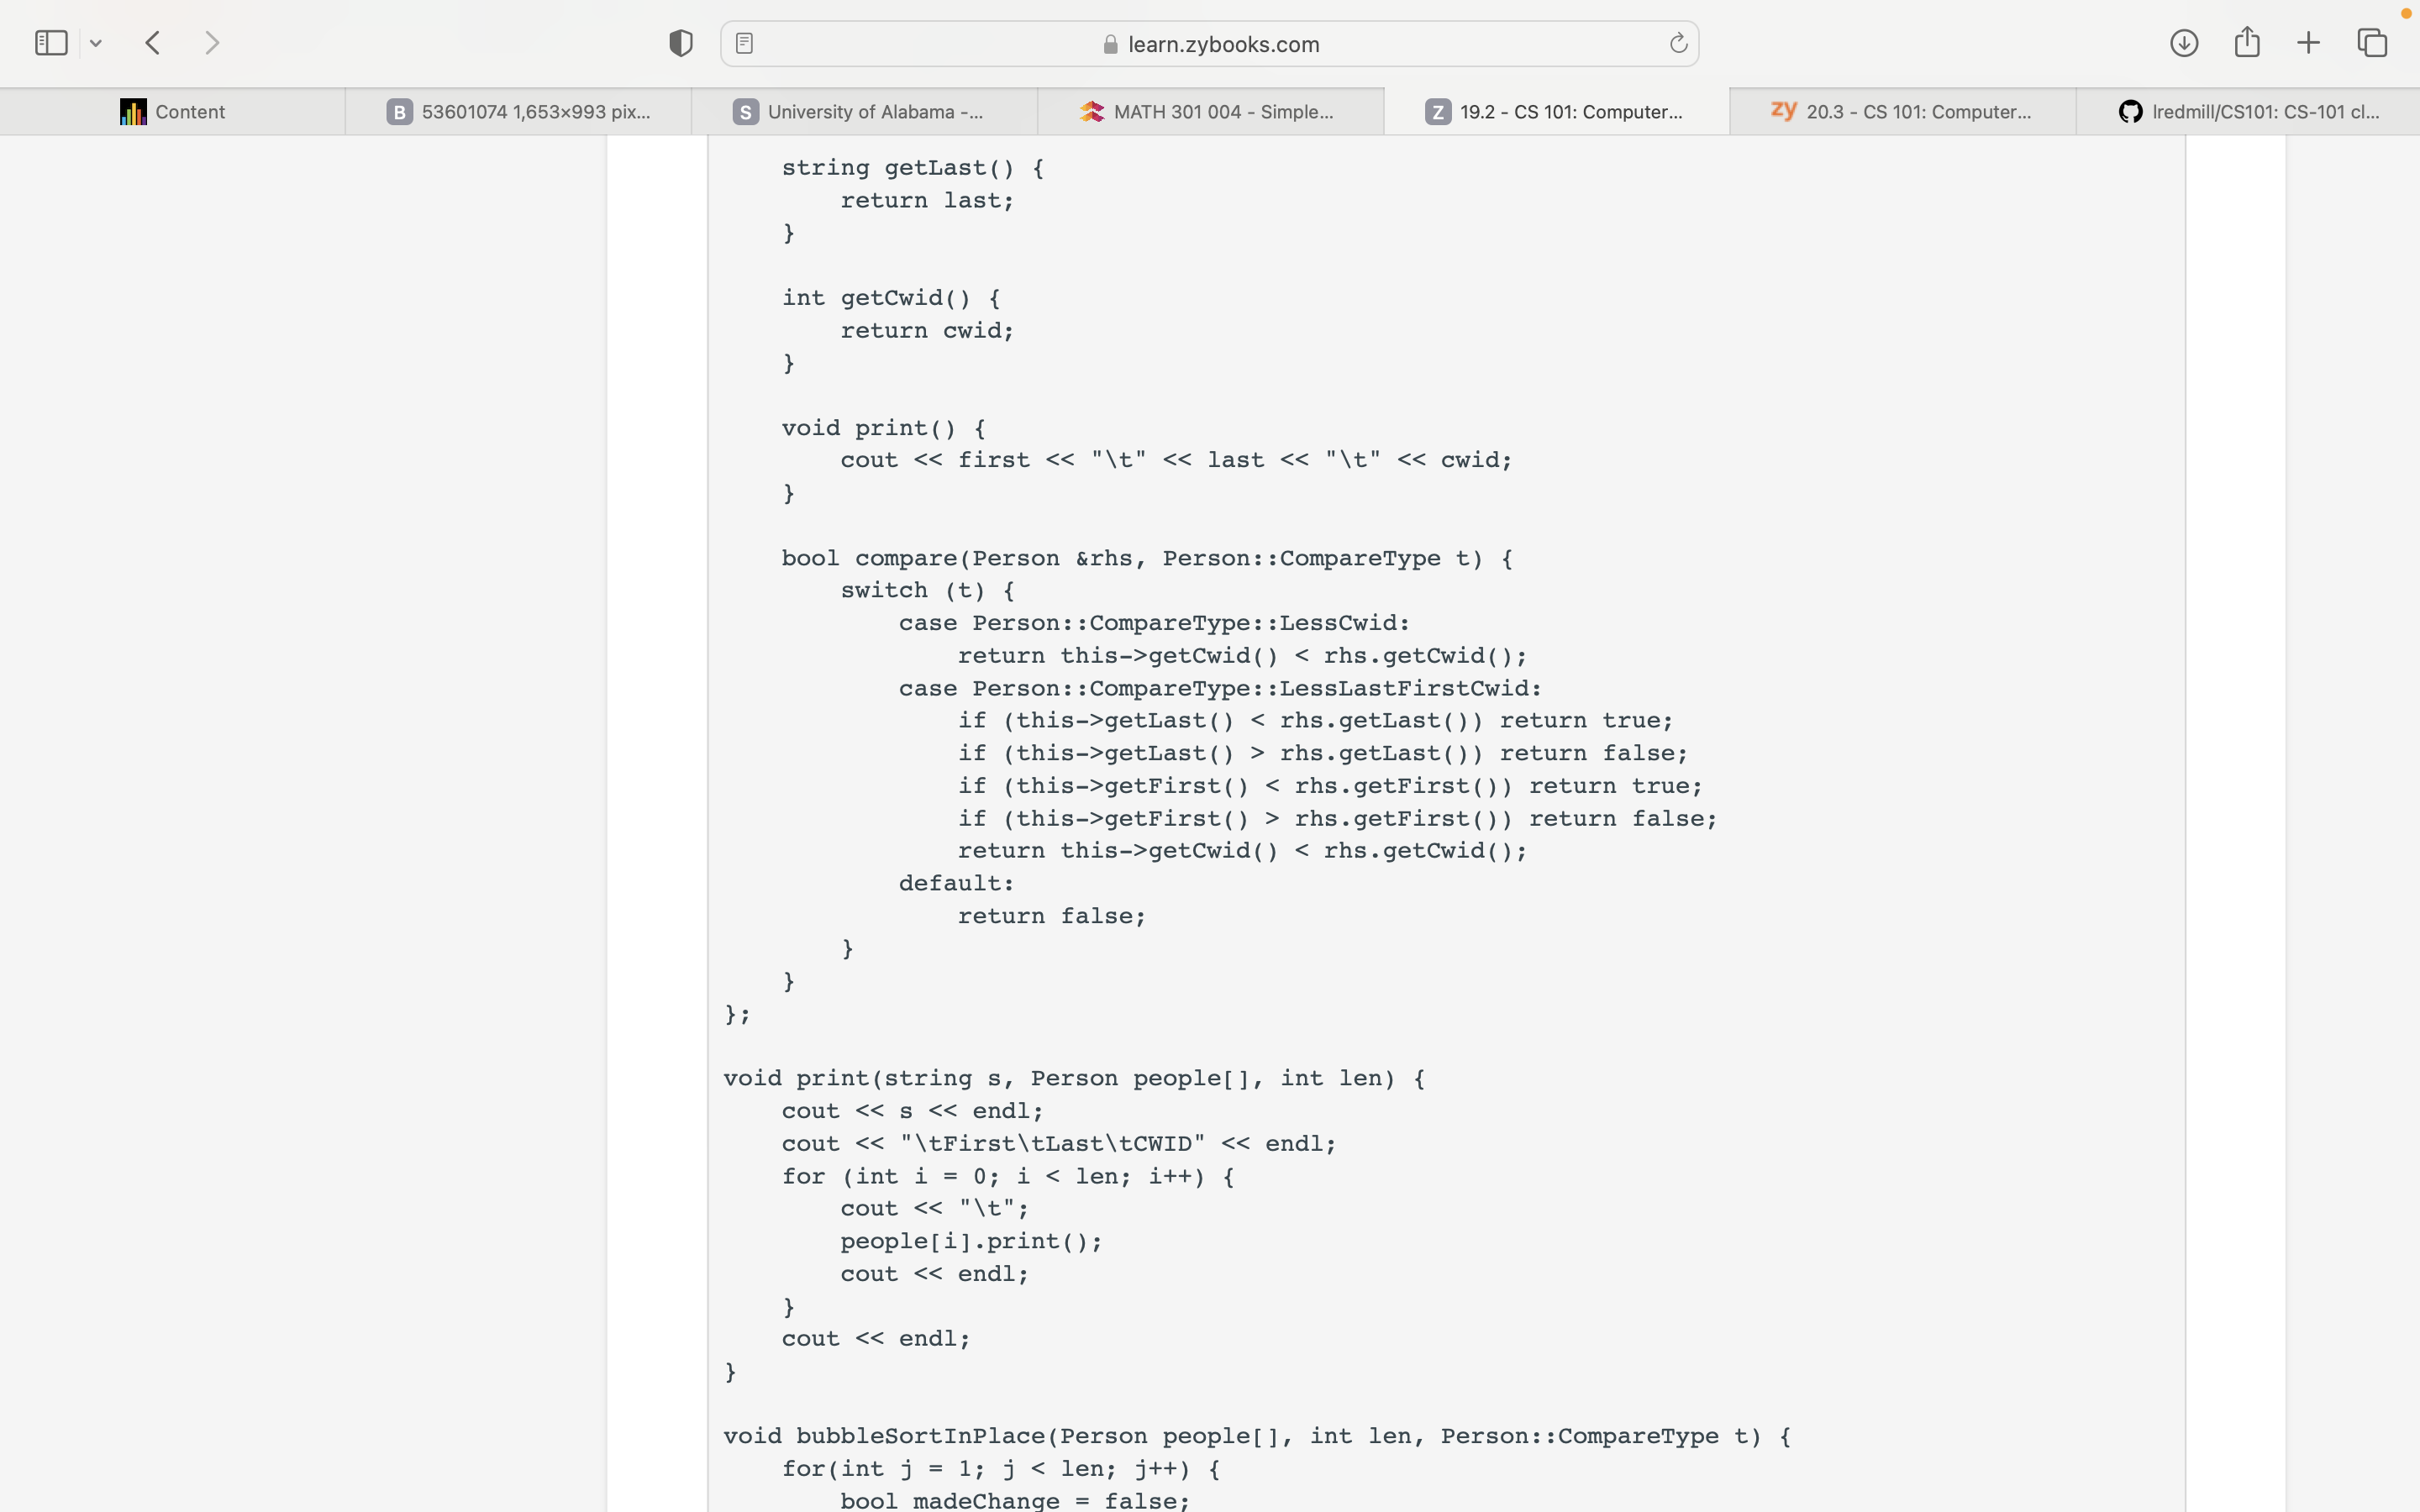 learn.zybooks.com
Content
B 53601074 1,653×993 pix...
S University of Alabama -...
MATH 301 004 - Simple...
Z 19.2 - CS 101: Computer...
zy 20.3 - CS 101: Computer...
lredmill/CS101: CS-101 cl...
string getLast() {
return last;
}
int getCwid() {
return cwid;
}
void print() {
cout << first << "\t" << last << "\t" << cwid;
}
bool compare(Person &rhs, Person::CompareType t) {
switch (t) {
case Person::CompareType::LessCwid:
return this->getCwid() < rhs.getCwid();
case Person::CompareType::LessLastFirstCwid:
if (this->getLast() < rhs.getLast()) return true;
if (this->getLast() > rhs.getLast()) return false;
if (this->getFirst() < rhs.getFirst()) return true;
if (this->getFirst() > rhs.getFirst()) return false;
return this->getCwid() < rhs.getCwid();
default:
return false;
}
}
};
void print(string s, Person people[], int len) {
cout << s << endl;
cout << "\tFirst\tLast\tCWID" << endl;
for (int i = 0; i < len; i++) {
cout << "\t";
people[i].print();
cout << endl;
}
cout << endl;
}
void bubbleSortInPlace(Person people[], int len, Person::CompareType t) {
for(int j = 1; j < len; j++) {
bool madeChange = false;